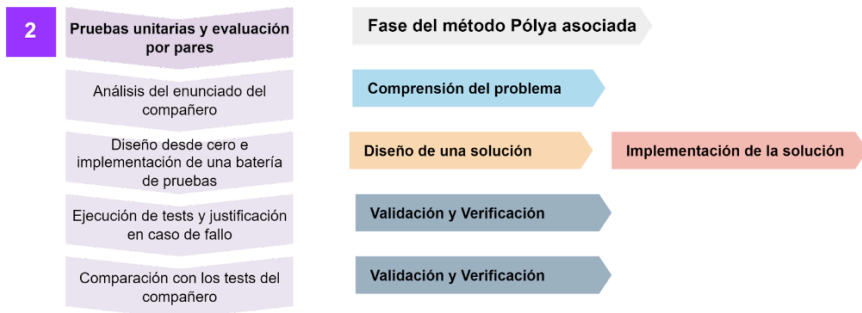 2
Pruebas unitarias y evaluación
por pares
Fase del método Pólya asociada
Análisis del enunciado del
compañero
Comprensión del problema
Diseño desde cero e
implementación de una batería
de pruebas
Diseño de una solución
Implementación de la solución
Ejecución de tests y justificación
en caso de fallo
Validación y Verificación
Comparación con los tests del
compañero
Validación y Verificación